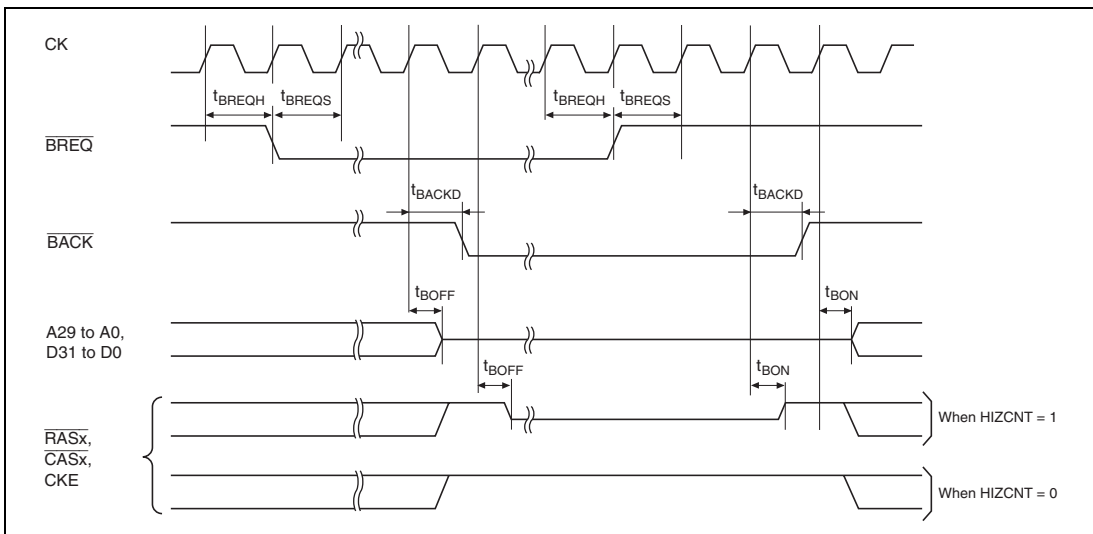 CK
tBREQH tBREQS tBREQH tBREQS
BREQ
tBACKD tBACKD
BACK
tBOFF tBON
A29 to A0,
D31 to D0
tBOFF tBON
When HIZCNT = 1
RASx,
CASx,
CKE
When HIZCNT = 0